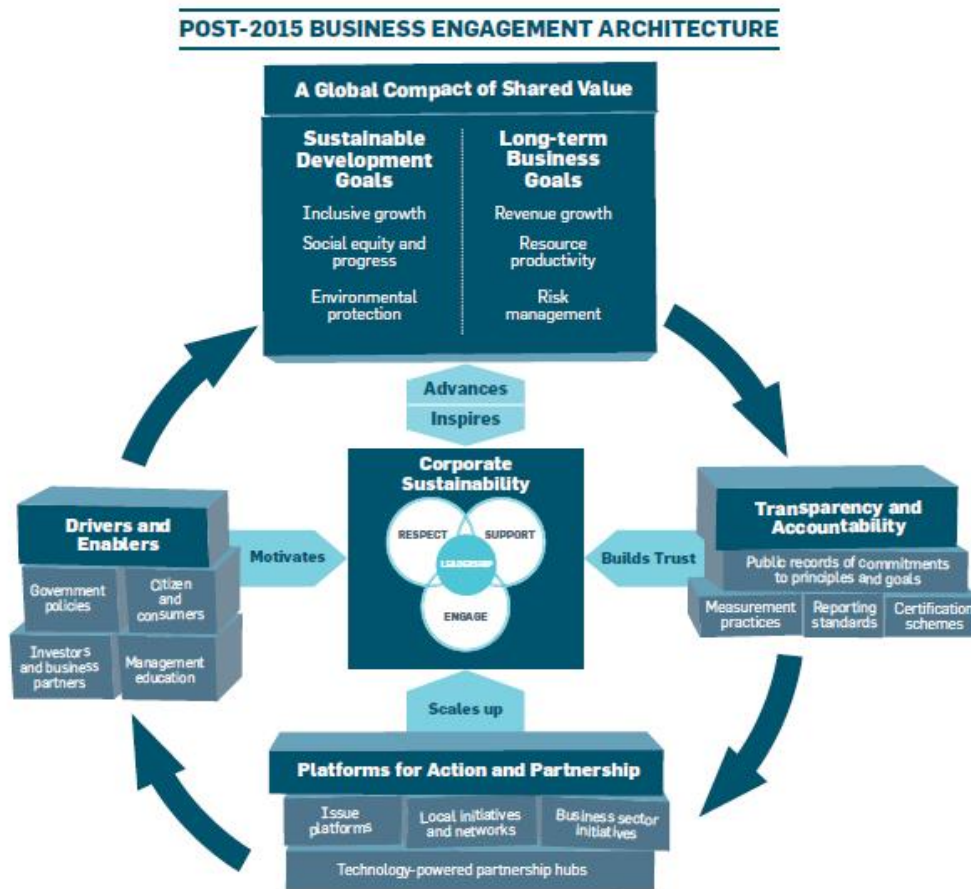 POST-2015 BUSINESS ENGAGEMENT ARCHITECTURE
A Global Compact of Shared Value
Sustainable
Development
Goals
Inclusive growth
Social equity and
progress
Environmental
protection
Long-term
Business
Goals
Revenue growth
Resource
productivity
Risk
management
Advances
Inspires
Corporate
Sustainability
RESPECT
SUPPORT
LEADERSHIP
ENGAGE
Drivers and
Enablers
Government
policies
Citizen
and
consumers
Investors
and business
partners
Management
education
Motivates
Builds Trust
Transparency and
Accountability
Public records of commitments
to principles and goals
Measurement
practices
Reporting
standards
Certification
schemes
Scales up
Platforms for Action and Partnership
Issue
platforms
Local initiatives
and networks
Business sector
initiatives
Technology-powered partnership hubs